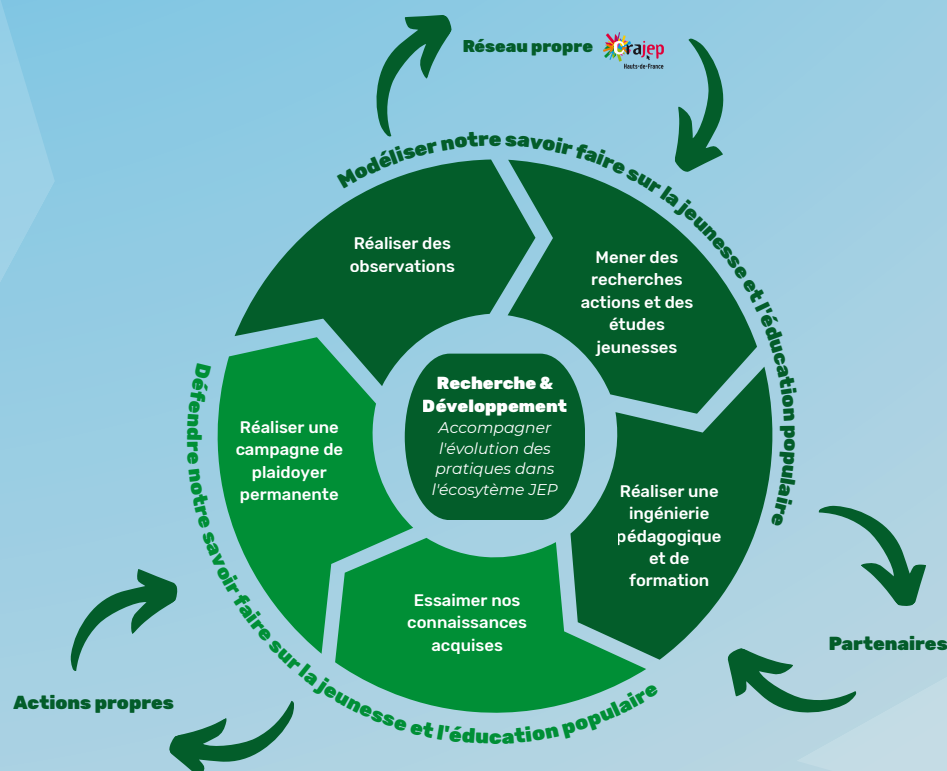 Réseau propre
Crajep
Hauts-de-France
Modéliser notre savoir faire sur la jeunesse et l'éducation populaire
Réaliser des
observations
Mener des
recherches
actions et des
études
jeunesses
Recherche &
Développement
Accompagner
l'évolution des
pratiques dans
l'écosytème JEP
Réaliser une
campagne de
plaidoyer
permanente
Réaliser une
ingénierie
pédagogique
et de
formation
Essaimer nos
connaissances
acquises
Défendre notre savoir faire sur la jeunesse et l'éducation populaire
Partenaires
Actions propres